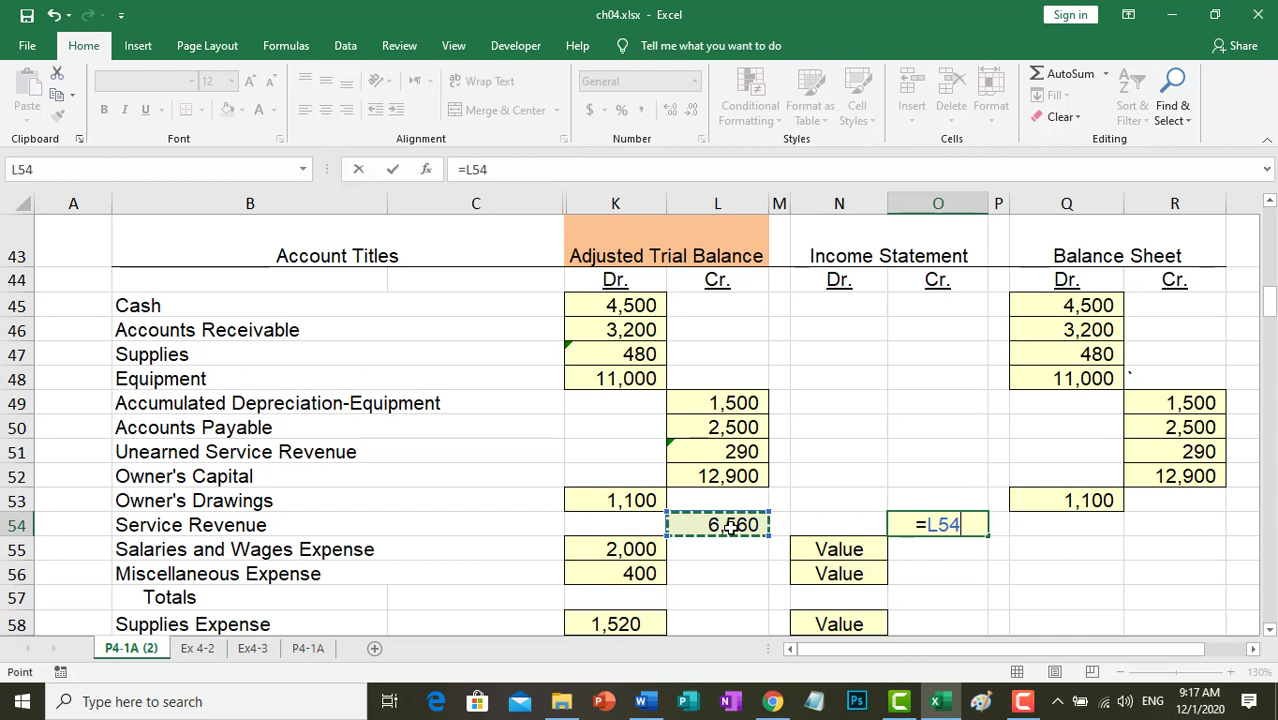 ch04.xlsx - Excel
Sign in
File Home Insert Page Layout Formulas Data Review View Developer Help Tell me what you want to do Share
12 A A Wrap Text General AutoSum
Paste Fill
B I U A Merge & Center $ % , Conditional Formatting Format as Table Cell Styles Insert Delete Format Clear Sort & Filter Find & Select
Clipboard Font Alignment Number Styles Cells Editing
L54 fx =L54
A B C K L M N O P Q R
43 Account Titles Adjusted Trial Balance Income Statement Balance Sheet
44 Dr. Cr. Dr. Cr. Dr. Cr.
45 Cash 4,500 4,500
46 Accounts Receivable 3,200 3,200
47 Supplies 480 480
48 Equipment 11,000 11,000 `
49 Accumulated Depreciation-Equipment 1,500 1,500
50 Accounts Payable 2,500 2,500
51 Unearned Service Revenue 290 290
52 Owner's Capital 12,900 12,900
53 Owner's Drawings 1,100 1,100
54 Service Revenue 6,560 =L54
55 Salaries and Wages Expense 2,000 Value
56 Miscellaneous Expense 400 Value
57 Totals
58 Supplies Expense 1,520 Value
P4-1A (2) Ex 4-2 Ex4-3 P4-1A
Point 130%
Type here to search ENG 9:17 AM
12/1/2020